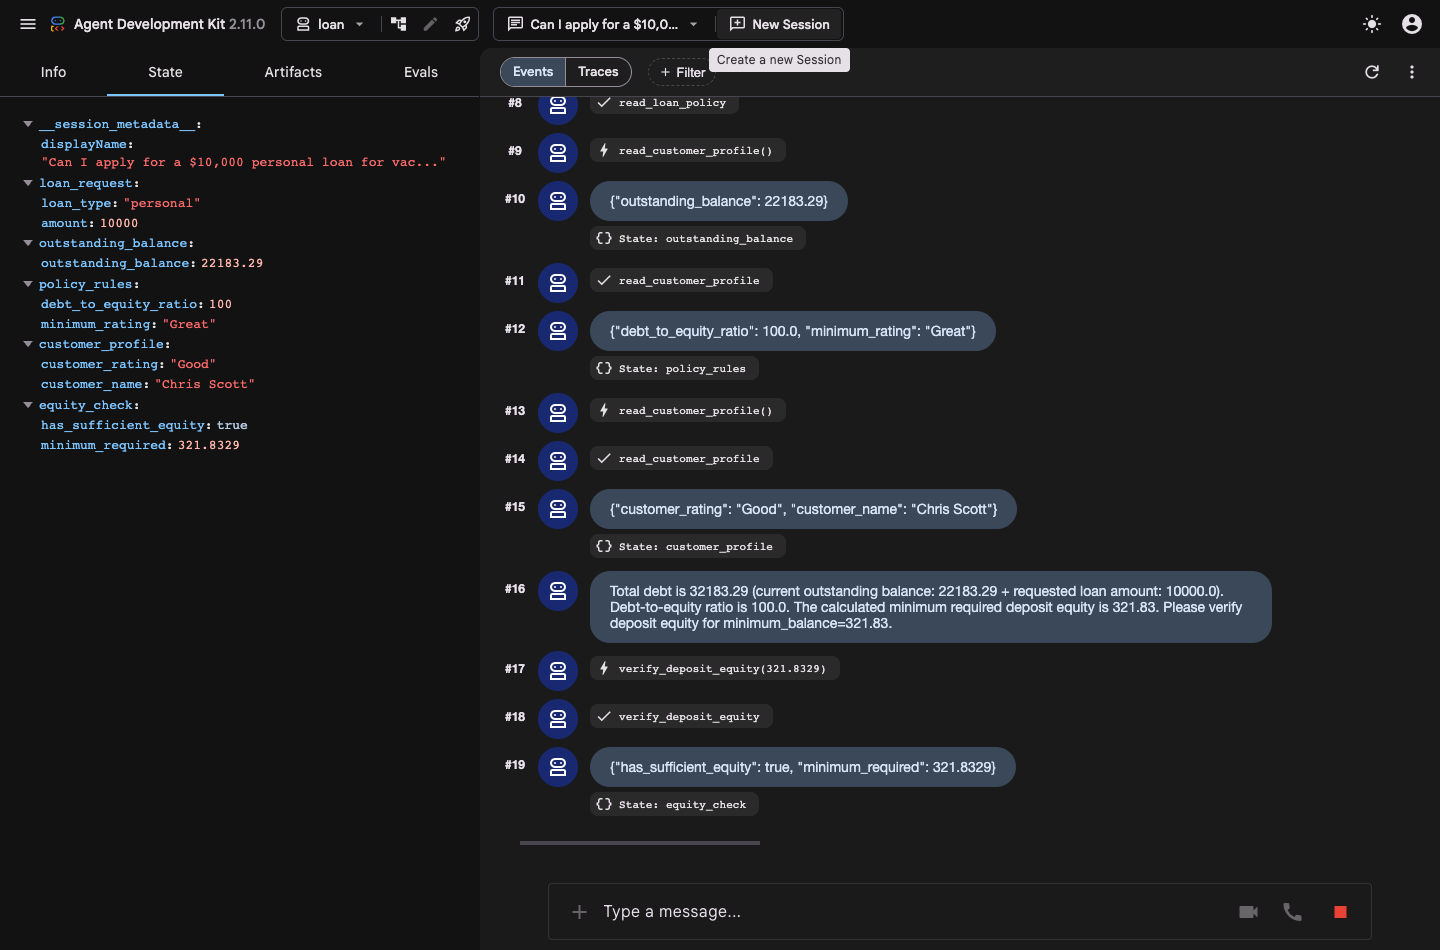 Agent Development Kit 2.11.0
loan
Can I apply for a $10,0...
New Session
Create a new Session
Info
State
Artifacts
Evals
Events
Traces
+ Filter
__session_metadata__:
displayName:
"Can I apply for a $10,000 personal loan for vac..."
loan_request:
loan_type: "personal"
amount: 10000
outstanding_balance:
outstanding_balance: 22183.29
policy_rules:
debt_to_equity_ratio: 100
minimum_rating: "Great"
customer_profile:
customer_rating: "Good"
customer_name: "Chris Scott"
equity_check:
has_sufficient_equity: true
minimum_required: 321.8329
#8 read_loan_policy
#9 read_customer_profile()
#10 {"outstanding_balance": 22183.29}
{} State: outstanding_balance
#11 read_customer_profile
#12 {"debt_to_equity_ratio": 100.0, "minimum_rating": "Great"}
{} State: policy_rules
#13 read_customer_profile()
#14 read_customer_profile
#15 {"customer_rating": "Good", "customer_name": "Chris Scott"}
{} State: customer_profile
#16 Total debt is 32183.29 (current outstanding balance: 22183.29 + requested loan amount: 10000.0).
Debt-to-equity ratio is 100.0. The calculated minimum required deposit equity is 321.83. Please verify
deposit equity for minimum_balance=321.83.
#17 verify_deposit_equity(321.8329)
#18 verify_deposit_equity
#19 {"has_sufficient_equity": true, "minimum_required": 321.8329}
{} State: equity_check
Type a message...